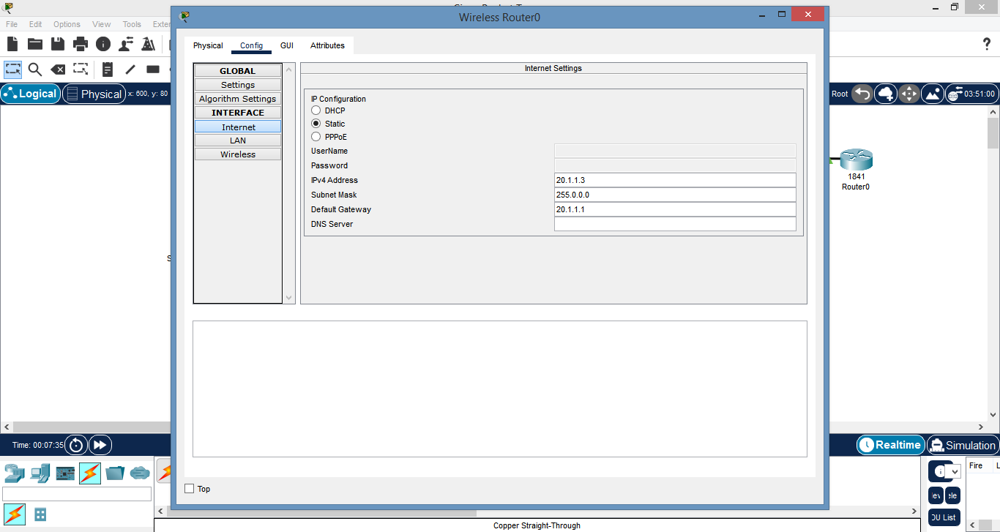 Wireless Router0
File Edit Options View Tools Exter
Physical Config GUI Attributes
Logical Physical x: 600, y: 80
Root 03:51:00
GLOBAL
Settings
Algorithm Settings
INTERFACE
Internet
LAN
Wireless
Internet Settings
IP Configuration
DHCP
Static
PPPoE
UserName
Password
IPv4 Address 20.1.1.3
Subnet Mask 255.0.0.0
Default Gateway 20.1.1.1
DNS Server
1841
Router0
S
Top
Time: 00:07:35
Realtime Simulation
Fire L
DU List
Copper Straight-Through